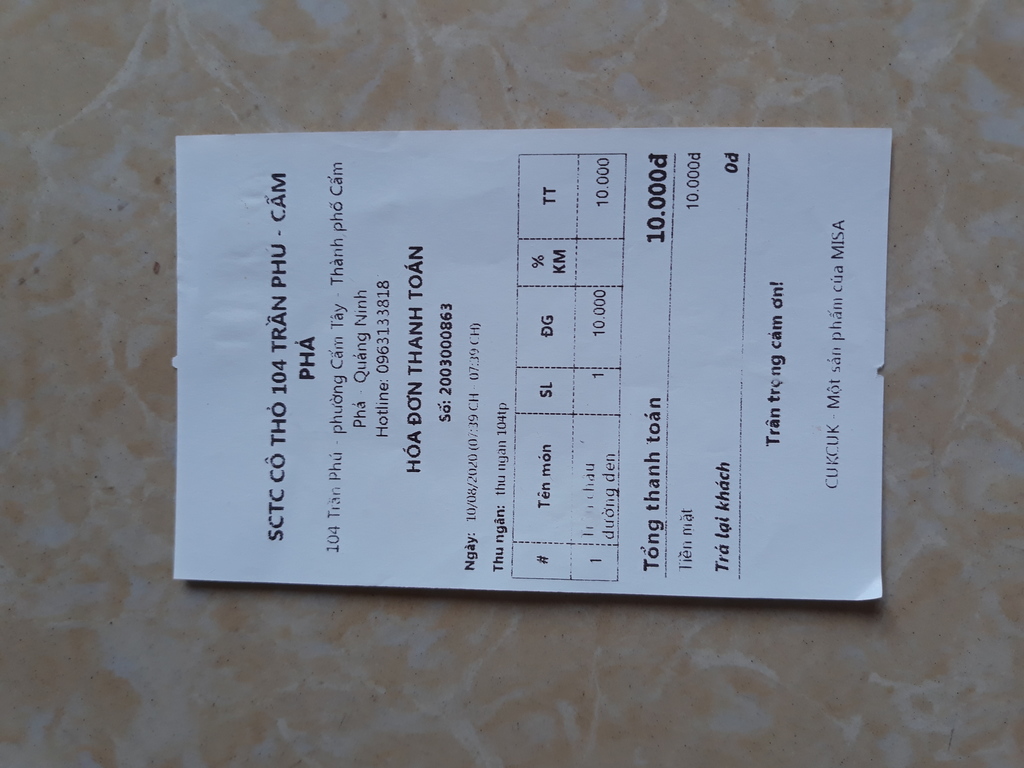 SCTC CÔ THỎ 104 TRẦN PHÚ - CẨM
PHẢ
104 Trần Phú - phường Cẩm Tây - Thành phố Cẩm
Phả - Quảng Ninh
Hotline: 0963133818
HÓA ĐƠN THANH TOÁN
Số: 2003000863
Ngày: 10/08/2020 (07:39 CH - 07:39 CH)
Thu ngân: thu ngan 104tp
# Tên món SL ĐG % KM TT
1 châu 1 10.000 10.000
đường đen
Tổng thanh toán 10.000đ
Tiền mặt 10.000đ
Trả lại khách 0đ
Trân trọng cảm ơn!
CUKCUK - Một sản phẩm của MISA